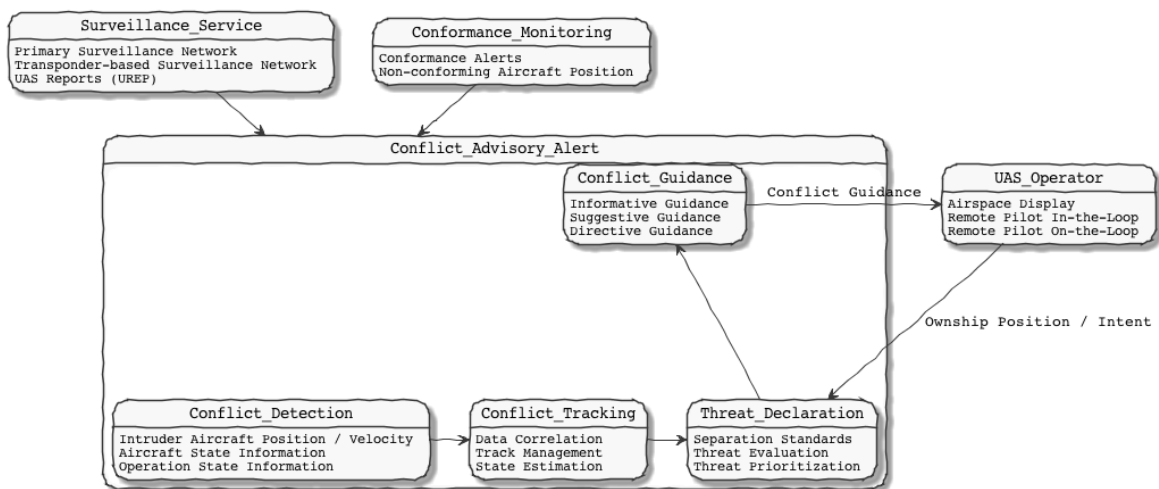 Surveillance_Service
Primary Surveillance Network
Transponder-based Surveillance Network
UAS Reports (UREP)
Conformance_Monitoring
Conformance Alerts
Non-conforming Aircraft Position
Conflict_Advisory_Alert
Conflict_Guidance
Informative Guidance
Suggestive Guidance
Directive Guidance
Conflict Guidance
UAS_Operator
Airspace Display
Remote Pilot In-the-Loop
Remote Pilot On-the-Loop
Ownship Position / Intent
Conflict_Detection
Intruder Aircraft Position / Velocity
Aircraft State Information
Operation State Information
Conflict_Tracking
Data Correlation
Track Management
State Estimation
Threat_Declaration
Separation Standards
Threat Evaluation
Threat Prioritization